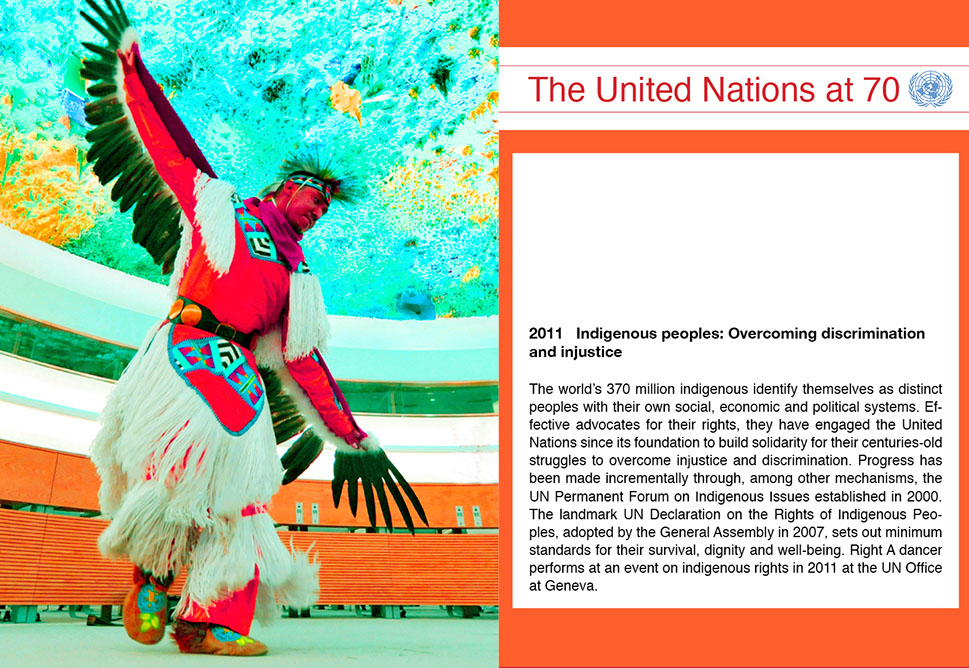 The United Nations at 70
2011 Indigenous peoples: Overcoming discrimination
and injustice
The world's 370 million indigenous identify themselves as distinct
peoples with their own social, economic and political systems. Ef-
fective advocates for their rights, they have engaged the United
Nations since its foundation to build solidarity for their centuries-old
struggles to overcome injustice and discrimination. Progress has
been made incrementally through, among other mechanisms, the
UN Permanent Forum on Indigenous Issues established in 2000.
The landmark UN Declaration on the Rights of Indigenous Peo-
ples, adopted by the General Assembly in 2007, sets out minimum
standards for their survival, dignity and well-being. Right A dancer
performs at an event on indigenous rights in 2011 at the UN Office
at Geneva.